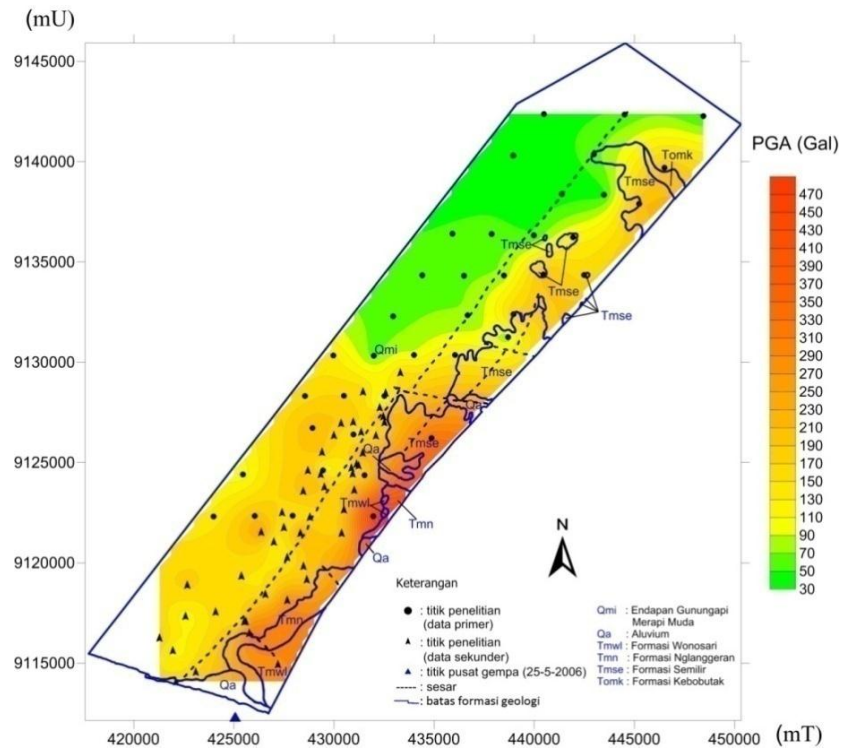 (mU)
9145000
9140000
9135000
9130000
9125000
9120000
9115000
420000 425000 430000 435000 440000 445000 450000
(mT)
PGA (Gal)
470
450
430
410
390
370
350
330
310
290
270
250
230
210
190
170
150
130
110
90
70
50
30
Tomk
Tmse
Tmse
Tmse
Tmse
Qmi
Tmse
Qa
Tmse
Qa
Tmwl
Tmn
Qa
Tmn
Tmwl
Qa
N
Keterangan
: titik penelitian
(data primer)
: titik penelitian
(data sekunder)
: titik pusat gempa (25-5-2006)
: sesar
: batas formasi geologi
Qmi : Endapan Gunungapi
Merapi Muda
Qa : Aluvium
Tmwl : Formasi Wonosari
Tmn : Formasi Nglanggeran
Tmse : Formasi Semilir
Tomk : Formasi Kebobutak